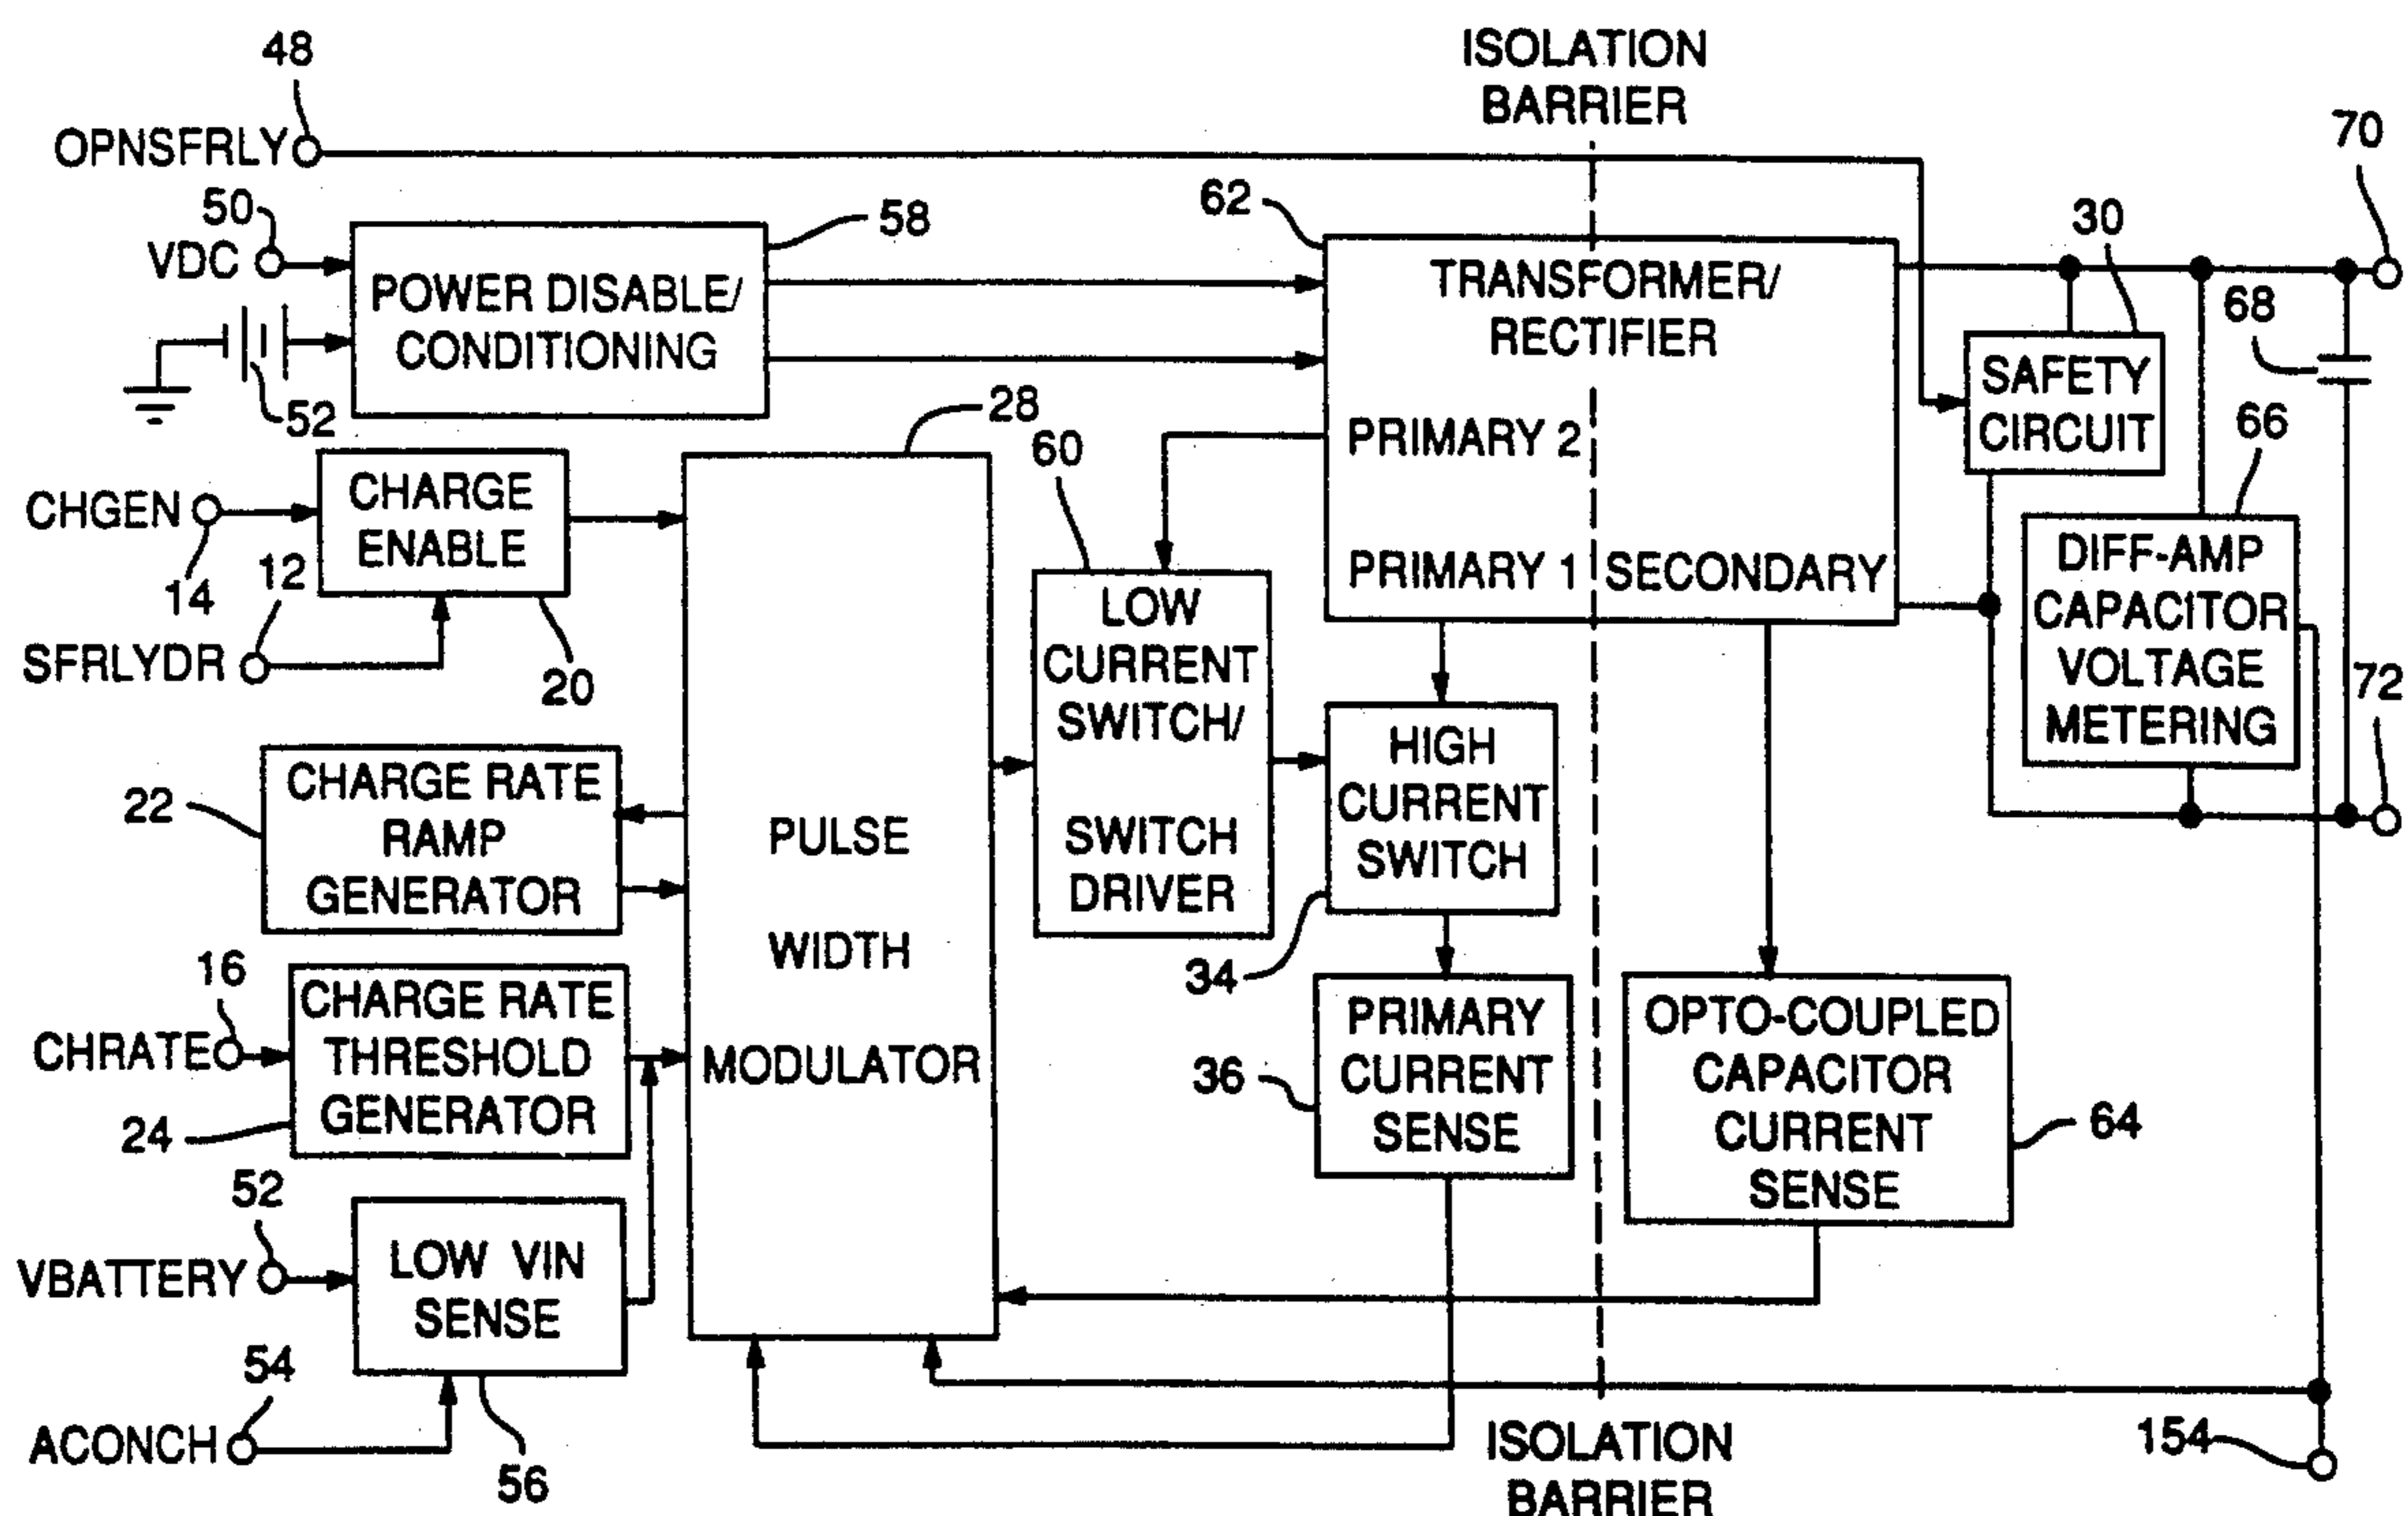 48
ISOLATION
BARRIER
70
OPNSFRLY
50
VDC
58
62
30
POWER DISABLE/
CONDITIONING
TRANSFORMER/
RECTIFIER
68
SAFETY
CIRCUIT
52
28
60
PRIMARY 2
66
CHGEN
CHARGE
ENABLE
14
12
PRIMARY 1
SECONDARY
DIFF-AMP
CAPACITOR
VOLTAGE
METERING
72
SFRLYDR
20
LOW
CURRENT
SWITCH/
SWITCH
DRIVER
HIGH
CURRENT
SWITCH
34
22
CHARGE RATE
RAMP
GENERATOR
PULSE
WIDTH
MODULATOR
16
CHRATE
CHARGE RATE
THRESHOLD
GENERATOR
24
36
PRIMARY
CURRENT
SENSE
OPTO-COUPLED
CAPACITOR
CURRENT
SENSE
64
52
VBATTERY
LOW VIN
SENSE
54
ACONCH
56
ISOLATION
BARRIER
154